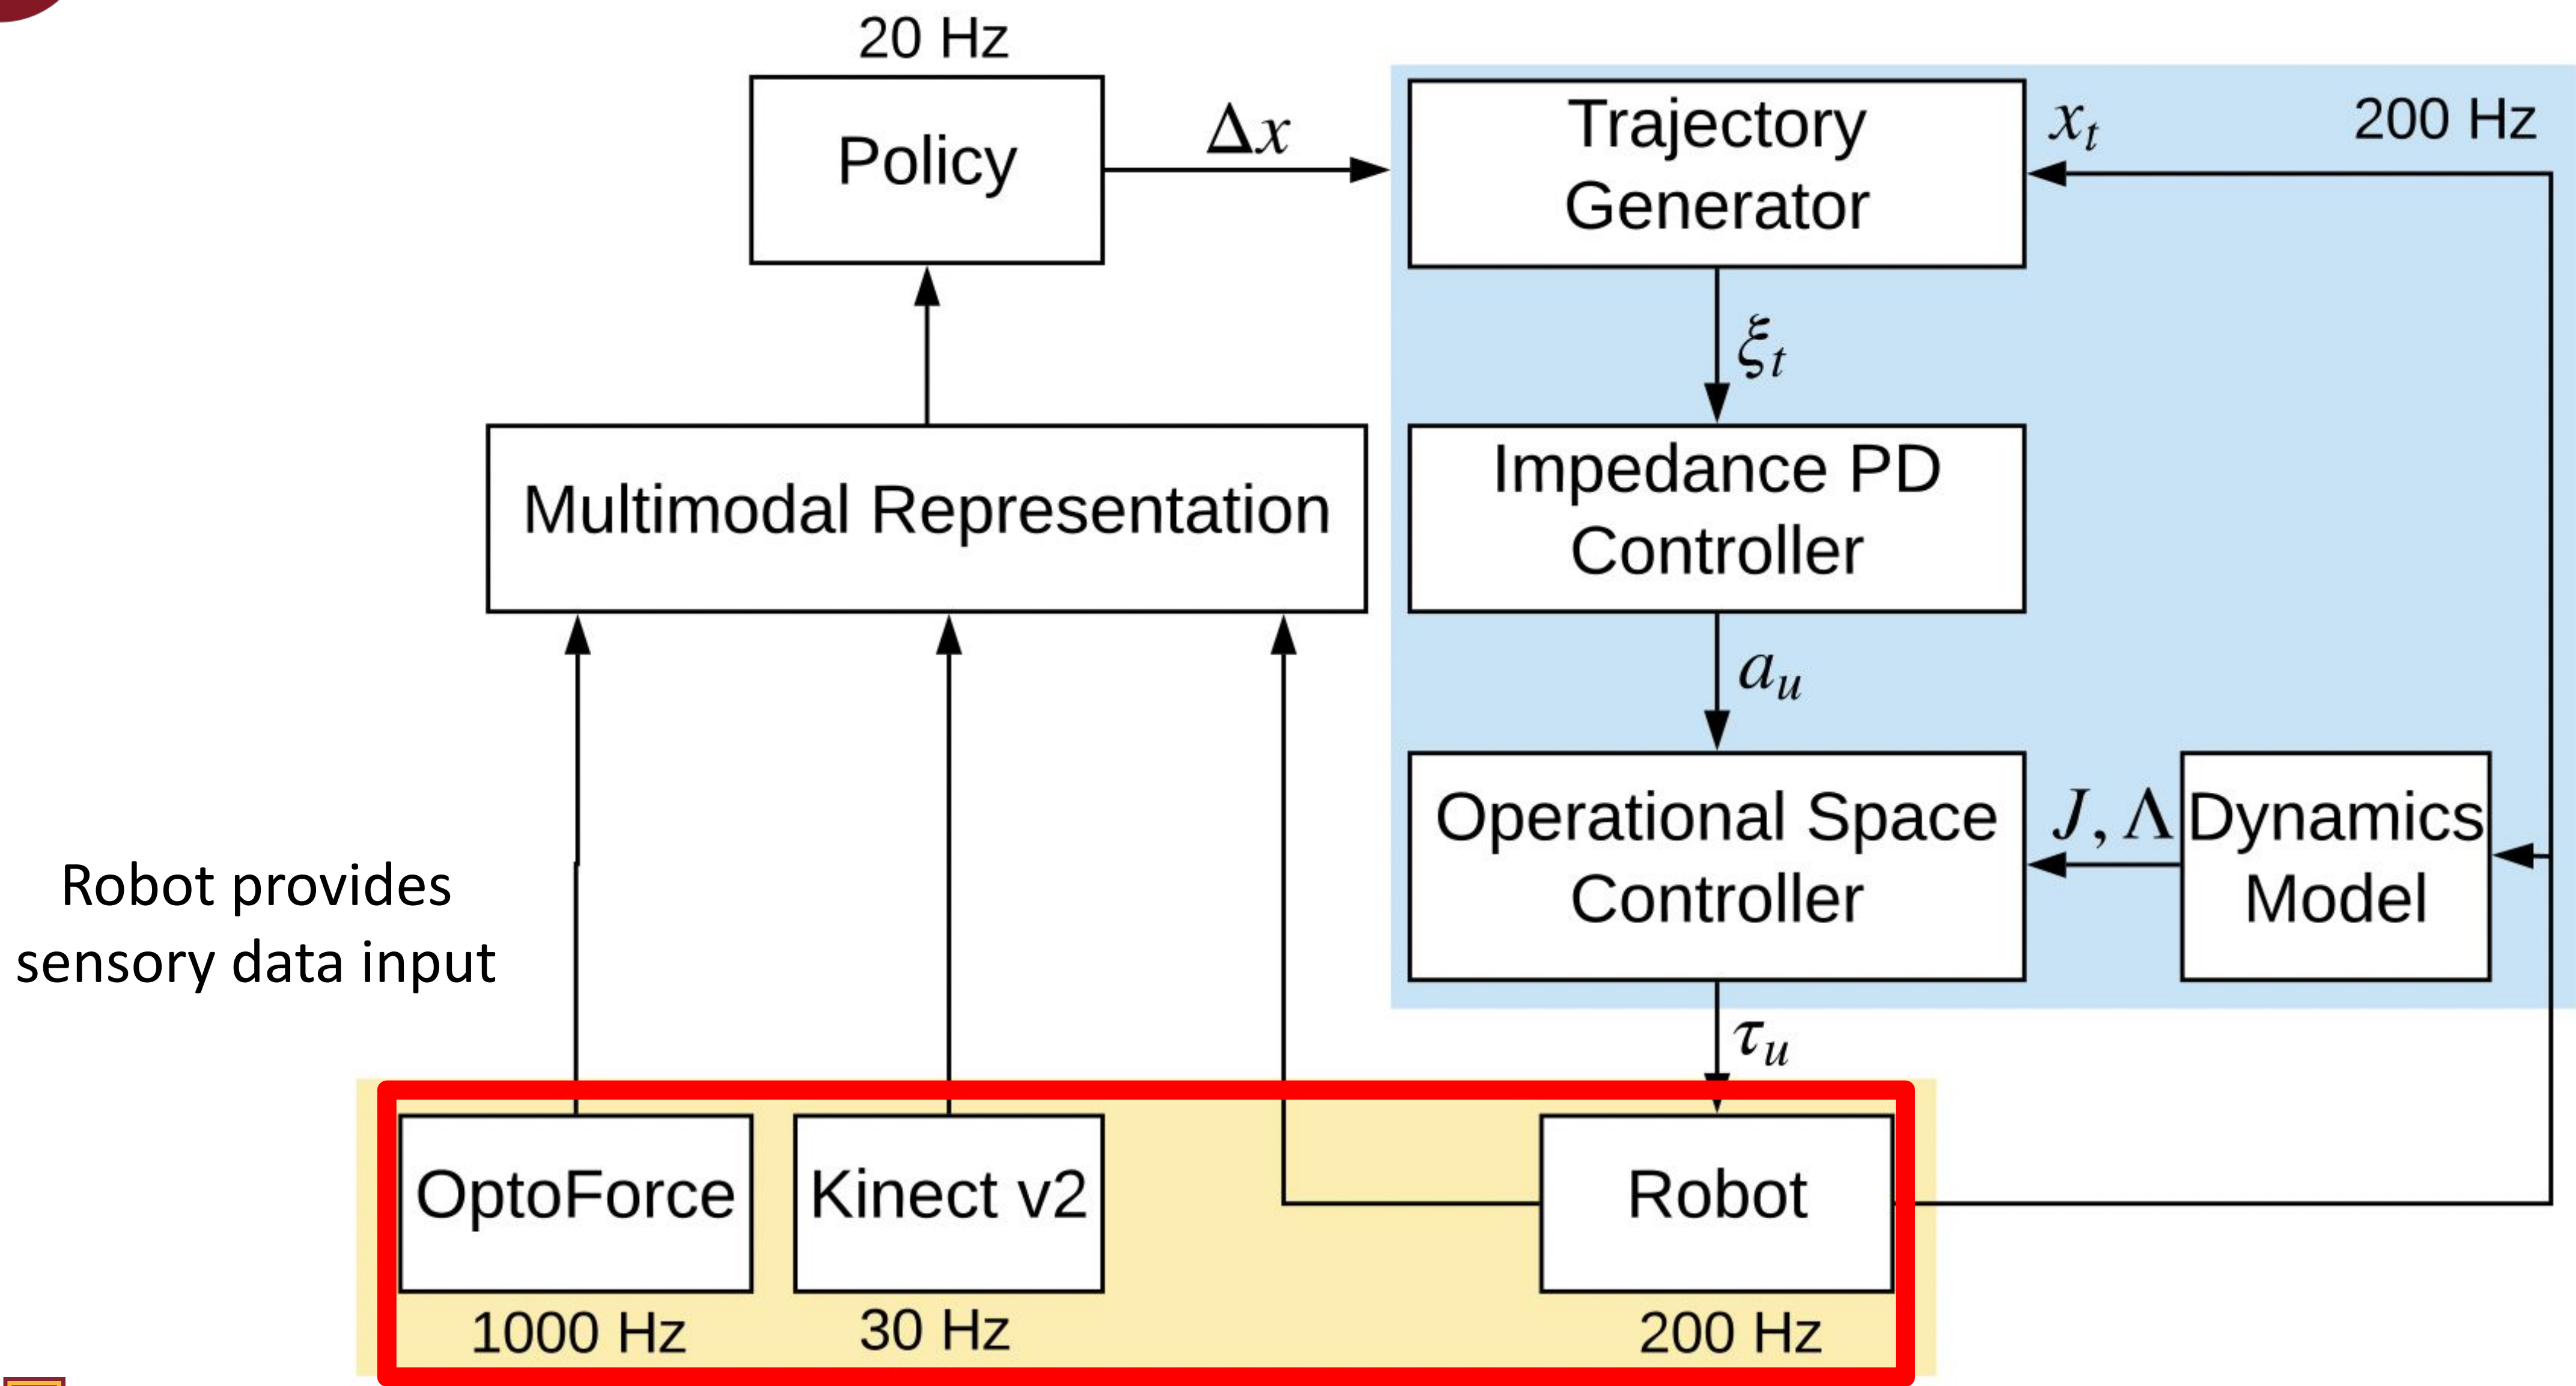 20 Hz
Policy
Δx
Trajectory
Generator
x_t
200 Hz
ξ_t
Multimodal Representation
Impedance PD
Controller
a_u
Operational Space
Controller
J, Λ
Dynamics
Model
Robot provides
sensory data input
τ_u
OptoForce
Kinect v2
Robot
1000 Hz
30 Hz
200 Hz